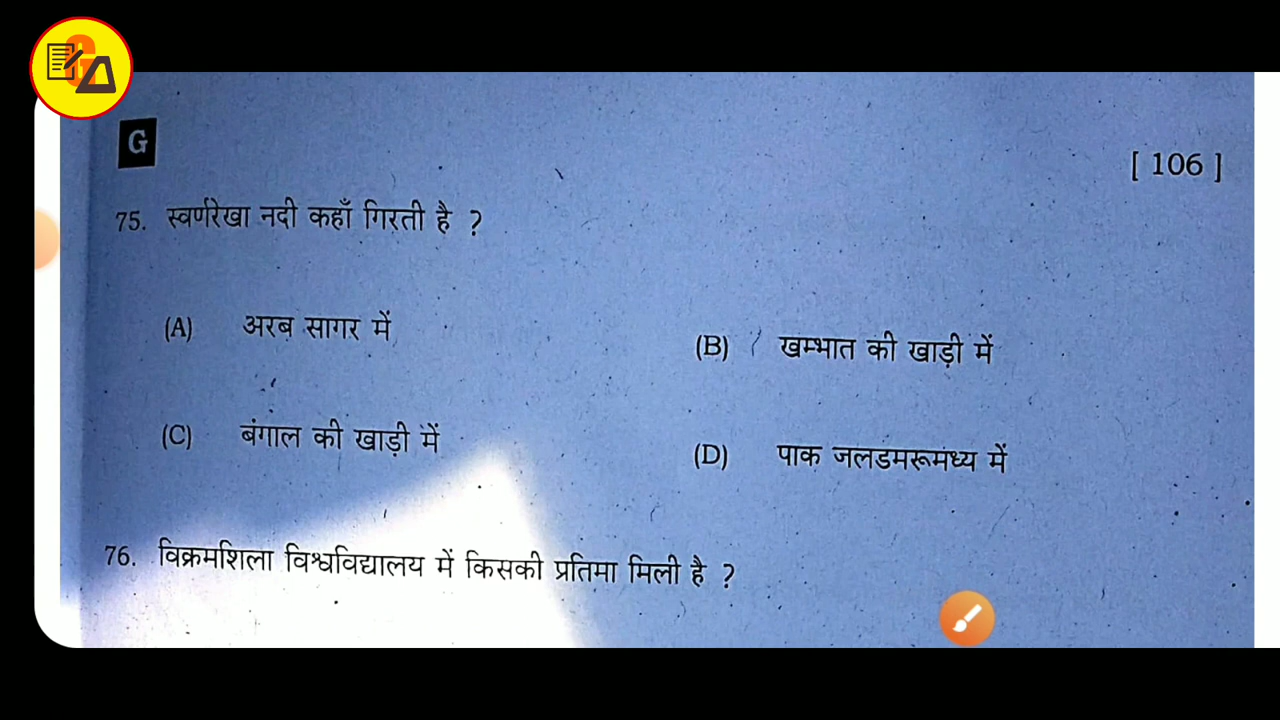 G
[ 106 ]
75. स्वर्णरेखा नदी कहाँ गिरती है ?
(A) अरब सागर में
(B) खम्भात की खाड़ी में
(C) बंगाल की खाड़ी में
(D) पाक जलडमरूमध्य में
76. विक्रमशिला विश्वविद्यालय में किसकी प्रतिमा मिली है ?